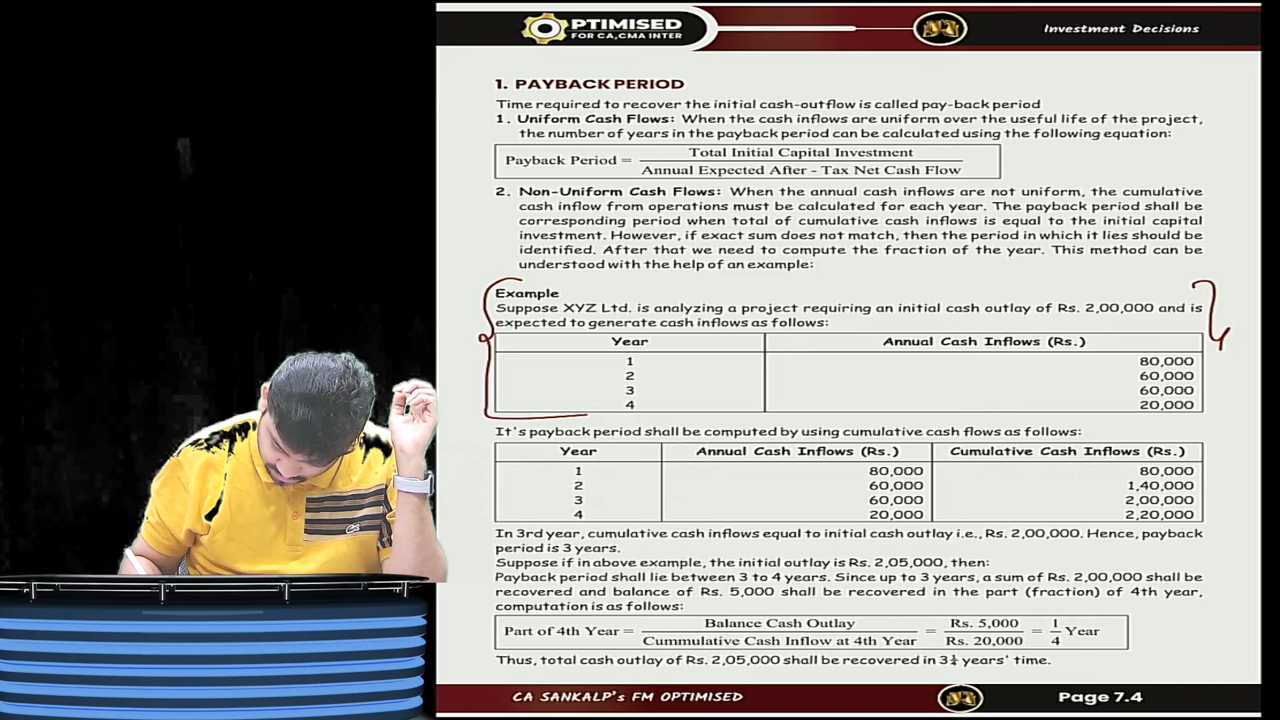 PTIMISED
FOR CA,CMA INTER
Investment Decisions
1. PAYBACK PERIOD
Time required to recover the initial cash-outflow is called pay-back period
1. Uniform Cash Flows: When the cash inflows are uniform over the useful life of the project,
the number of years in the payback period can be calculated using the following equation:
Payback Period = Total Initial Capital Investment
Annual Expected After - Tax Net Cash Flow
2. Non-Uniform Cash Flows: When the annual cash inflows are not uniform, the cumulative
cash inflow from operations must be calculated for each year. The payback period shall be
corresponding period when total of cumulative cash inflows is equal to the initial capital
investment. However, if exact sum does not match, then the period in which it lies should be
identified. After that we need to compute the fraction of the year. This method can be
understood with the help of an example:
Example
Suppose XYZ Ltd. is analyzing a project requiring an initial cash outlay of Rs. 2,00,000 and is
expected to generate cash inflows as follows:
Year Annual Cash Inflows (Rs.)
1 80,000
2 60,000
3 60,000
4 20,000
It's payback period shall be computed by using cumulative cash flows as follows:
Year Annual Cash Inflows (Rs.) Cumulative Cash Inflows (Rs.)
1 80,000 80,000
2 60,000 1,40,000
3 60,000 2,00,000
4 20,000 2,20,000
In 3rd year, cumulative cash inflows equal to initial cash outlay i.e., Rs. 2,00,000. Hence, payback
period is 3 years.
Suppose if in above example, the initial outlay is Rs. 2,05,000, then:
Payback period shall lie between 3 to 4 years. Since up to 3 years, a sum of Rs. 2,00,000 shall be
recovered and balance of Rs. 5,000 shall be recovered in the part (fraction) of 4th year,
computation is as follows:
Part of 4th Year = Balance Cash Outlay / Cummulative Cash Inflow at 4th Year = Rs. 5,000 / Rs. 20,000 = 1/4 Year
Thus, total cash outlay of Rs. 2,05,000 shall be recovered in 3¼ years' time.
CA SANKALP's FM OPTIMISED
Page 7.4